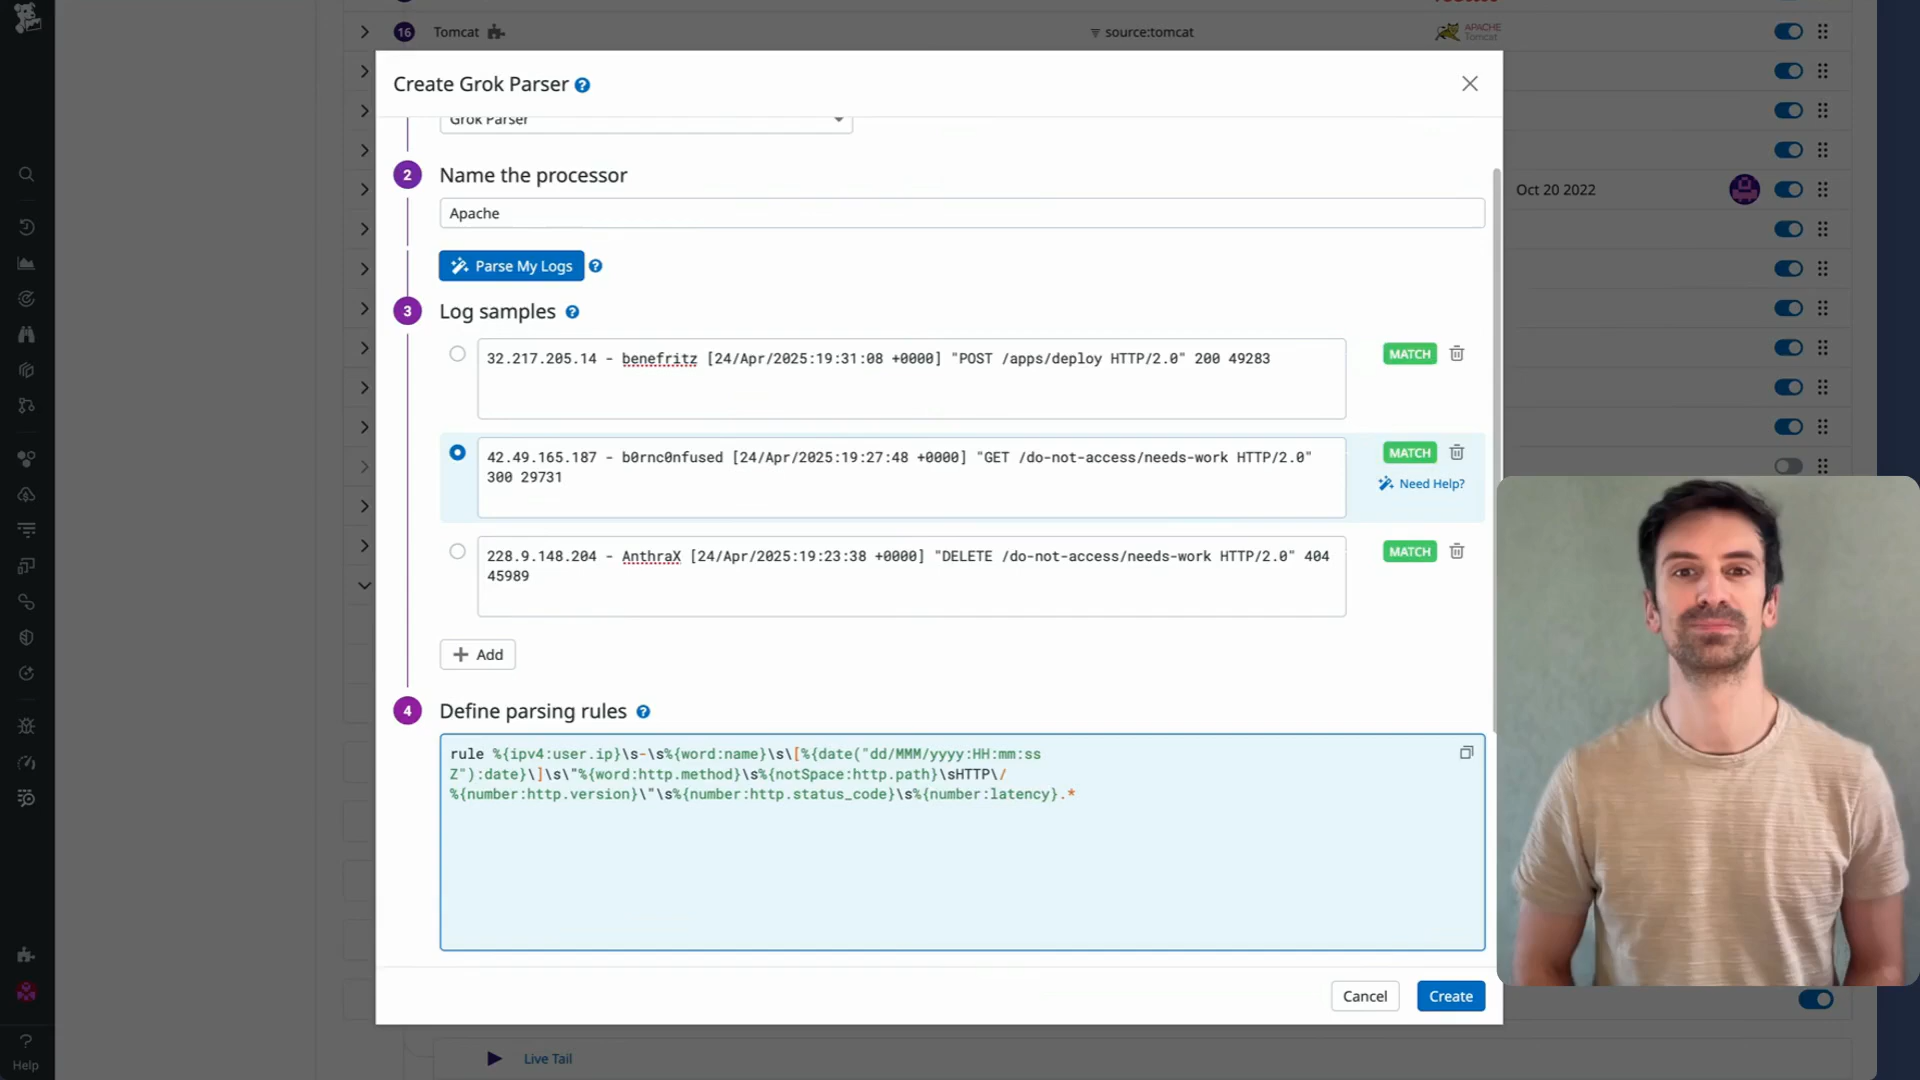 16 Tomcat source:tomcat APACHE Tomcat
Create Grok Parser ?
Grok Parser
2 Name the processor
Oct 20 2022
Apache
Parse My Logs ?
3 Log samples ?
32.217.205.14 - benefritz [24/Apr/2025:19:31:08 +0000] "POST /apps/deploy HTTP/2.0" 200 49283
MATCH
42.49.165.187 - b0rnc0nfused [24/Apr/2025:19:27:48 +0000] "GET /do-not-access/needs-work HTTP/2.0"
300 29731
MATCH
Need Help?
228.9.148.204 - AnthraX [24/Apr/2025:19:23:38 +0000] "DELETE /do-not-access/needs-work HTTP/2.0" 404
45989
MATCH
+ Add
4 Define parsing rules ?
rule %{ipv4:user.ip}\s-\s%{word:name}\s\[%{date("dd/MMM/yyyy:HH:mm:ss
Z"):date}\]\s\"%{word:http.method}\s%{notSpace:http.path}\sHTTP\/
%{number:http.version}\"\s%{number:http.status_code}\s%{number:latency}.*
Cancel
Create
? Help
Live Tail